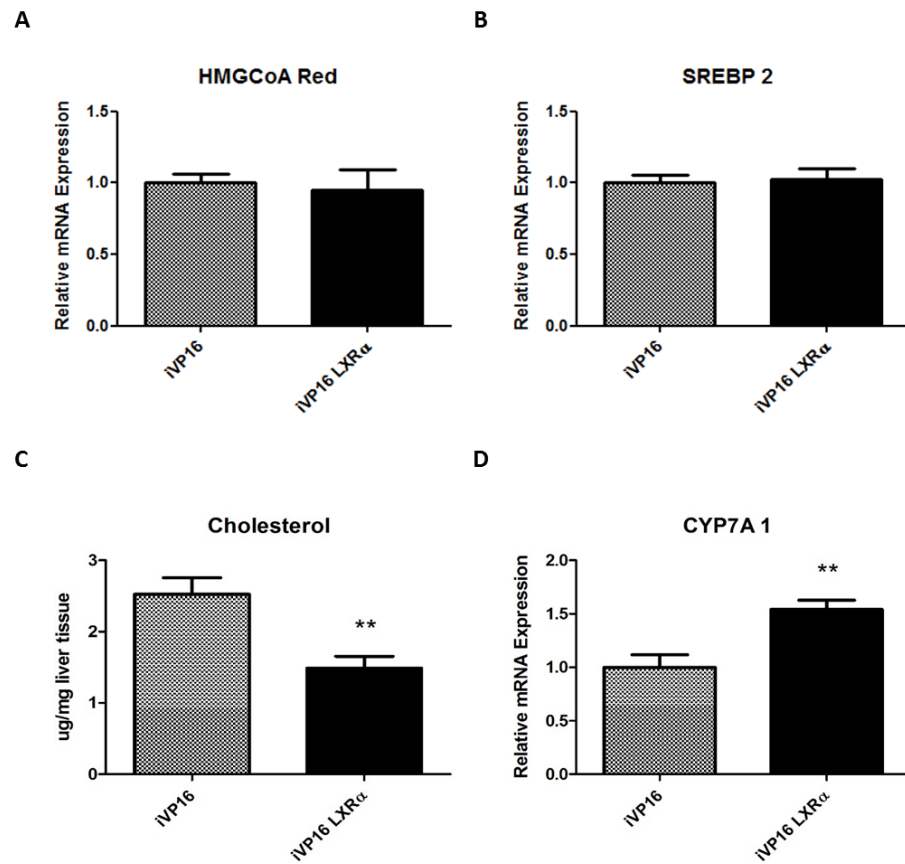 A
HMGCoA Red
Relative mRNA Expression
1.5
1.0
0.5
0.0
iVP16
iVP16 LXRα
B
SREBP 2
Relative mRNA Expression
1.5
1.0
0.5
0.0
iVP16
iVP16 LXRα
C
Cholesterol
ug/mg liver tissue
3
2
1
0
**
iVP16
iVP16 LXRα
D
CYP7A 1
Relative mRNA Expression
2.0
1.5
1.0
0.5
0.0
**
iVP16
iVP16 LXRα